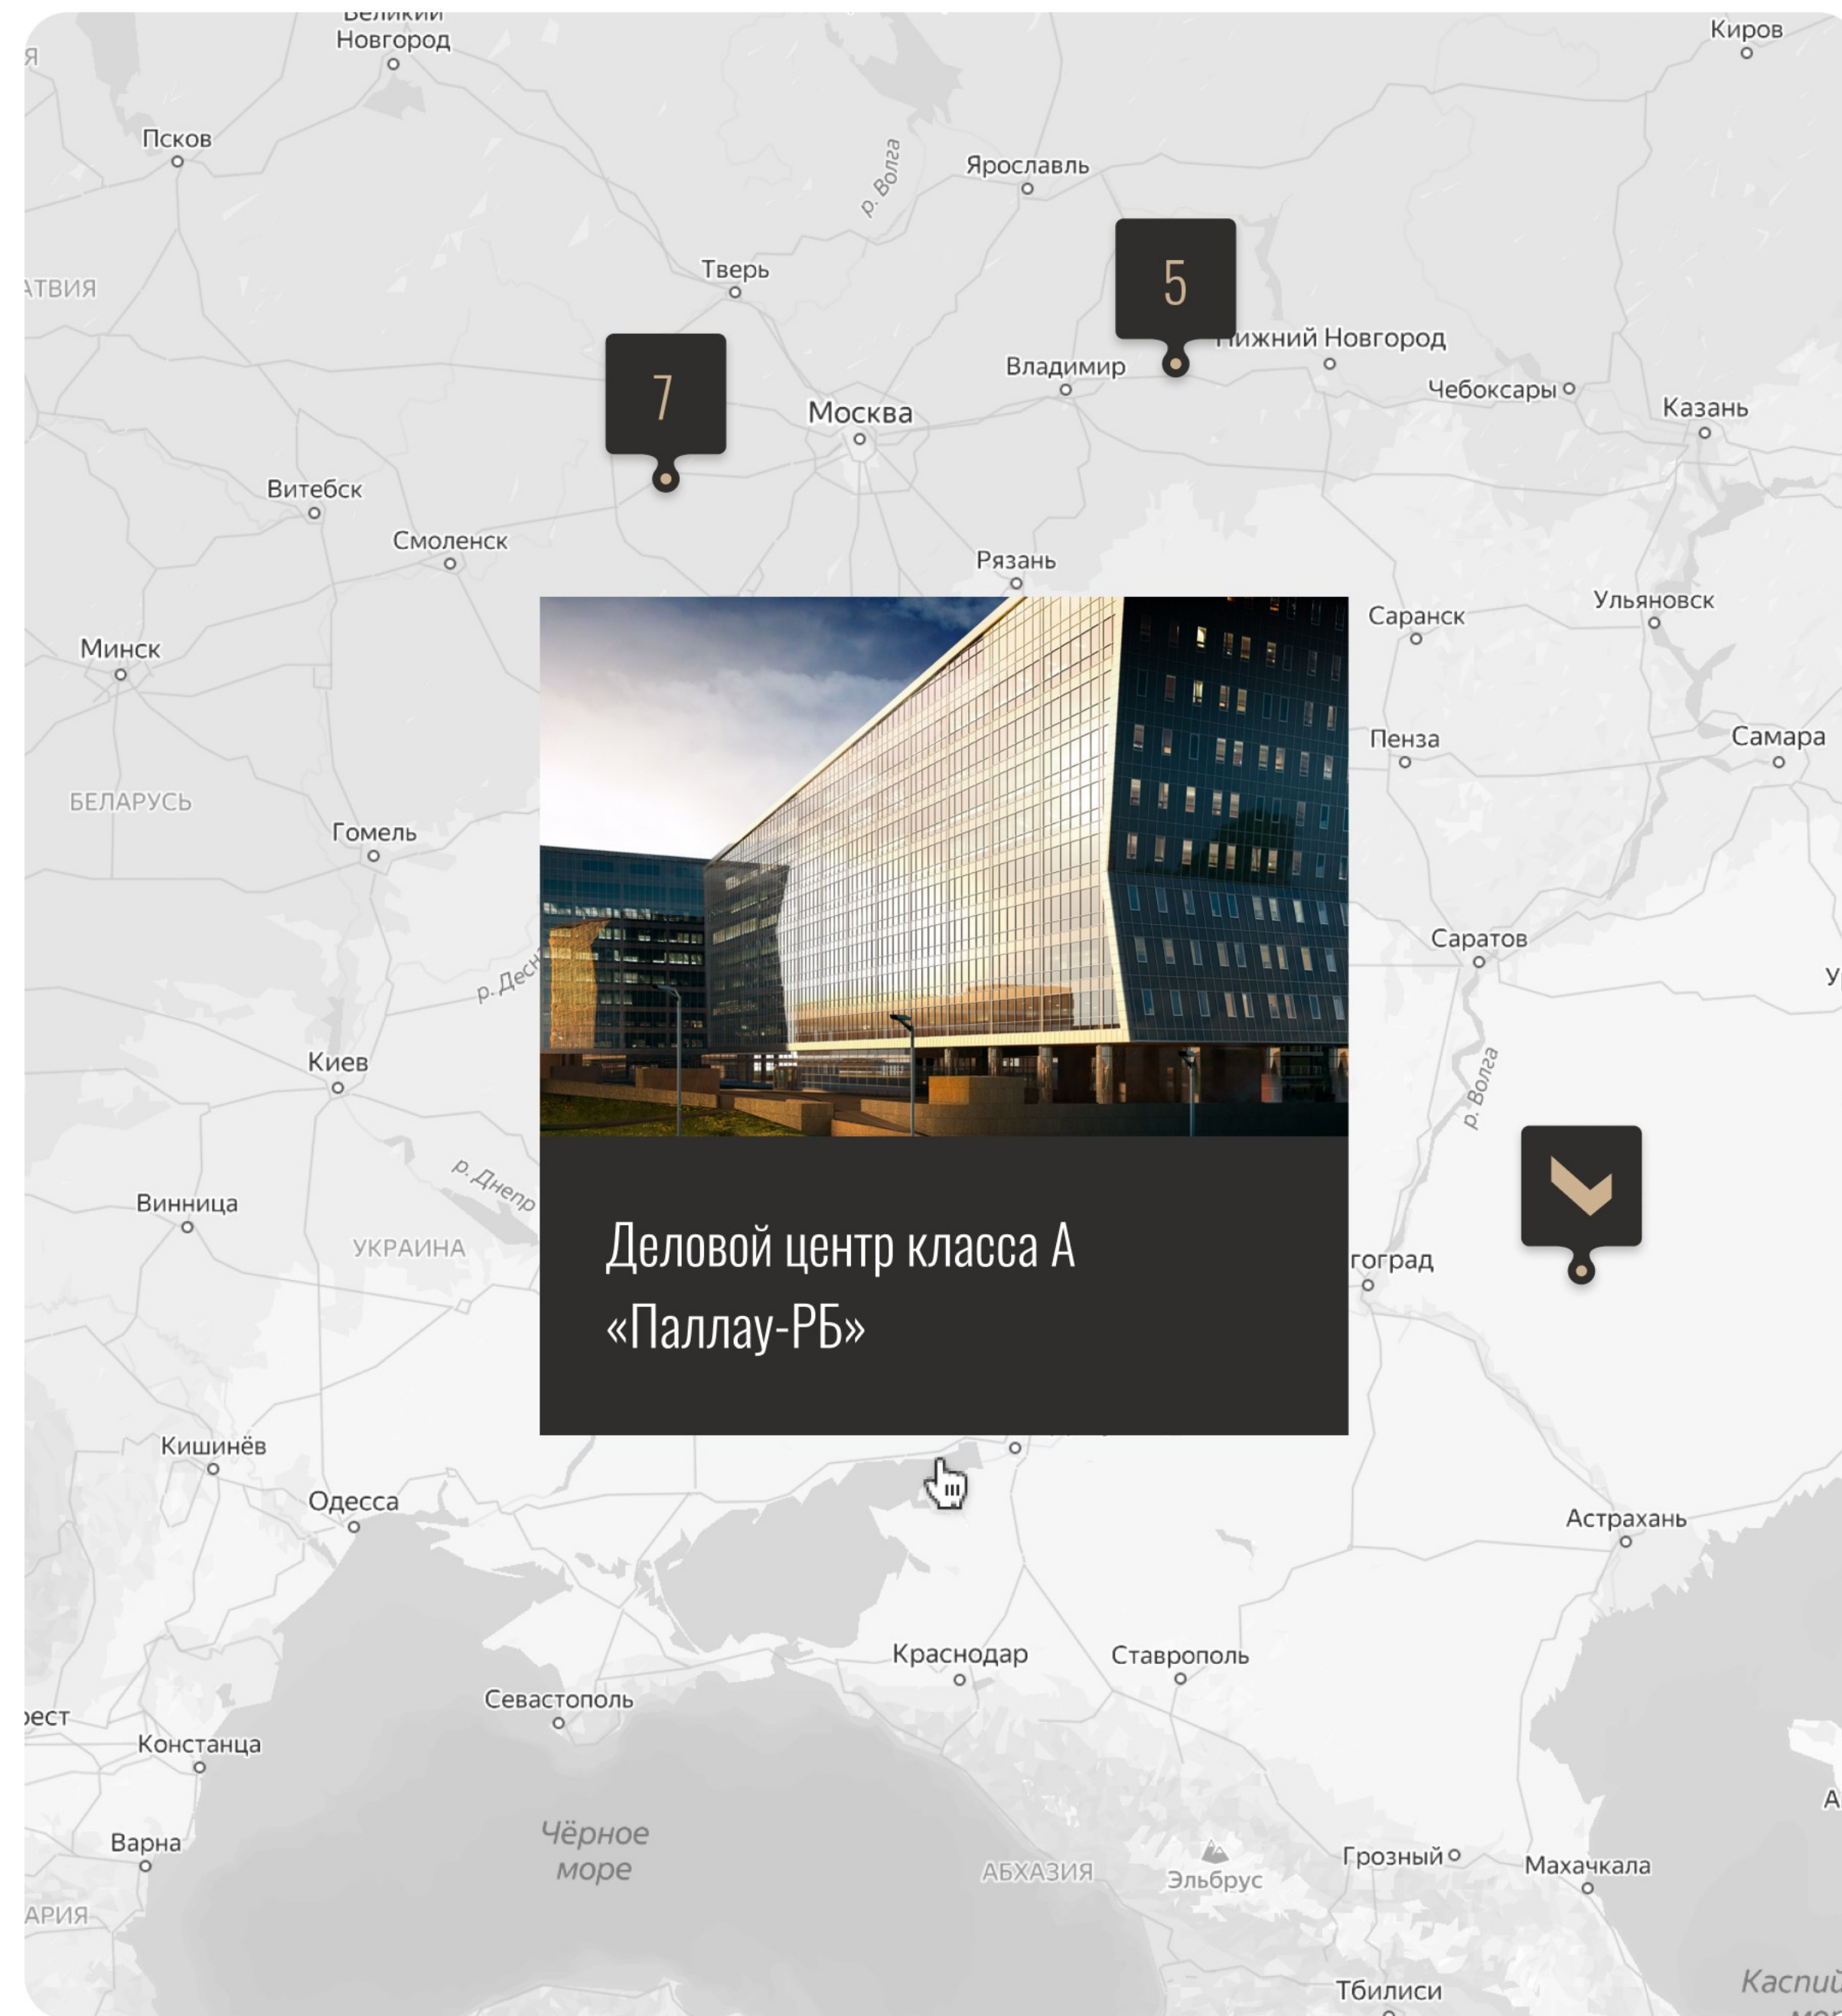 Великий
Новгород
Киров
Псков
Ярославль
р. Волга
Тверь
5
Нижний Новгород
7
Владимир
Чебоксары
Москва
Казань
Витебск
Смоленск
Рязань
Ульяновск
Саранск
Минск
Пенза
Самара
БЕЛАРУСЬ
Гомель
Саратов
Киев
р. Волга
р. Днепр
Винница
УКРАИНА
Деловой центр класса А
«Паллау-РБ»
Кишинёв
Одесса
Астрахань
Краснодар
Ставрополь
Севастополь
Констанца
Чёрное
море
Варна
АБХАЗИЯ
Эльбрус
Грозный
Махачкала
Тбилиси